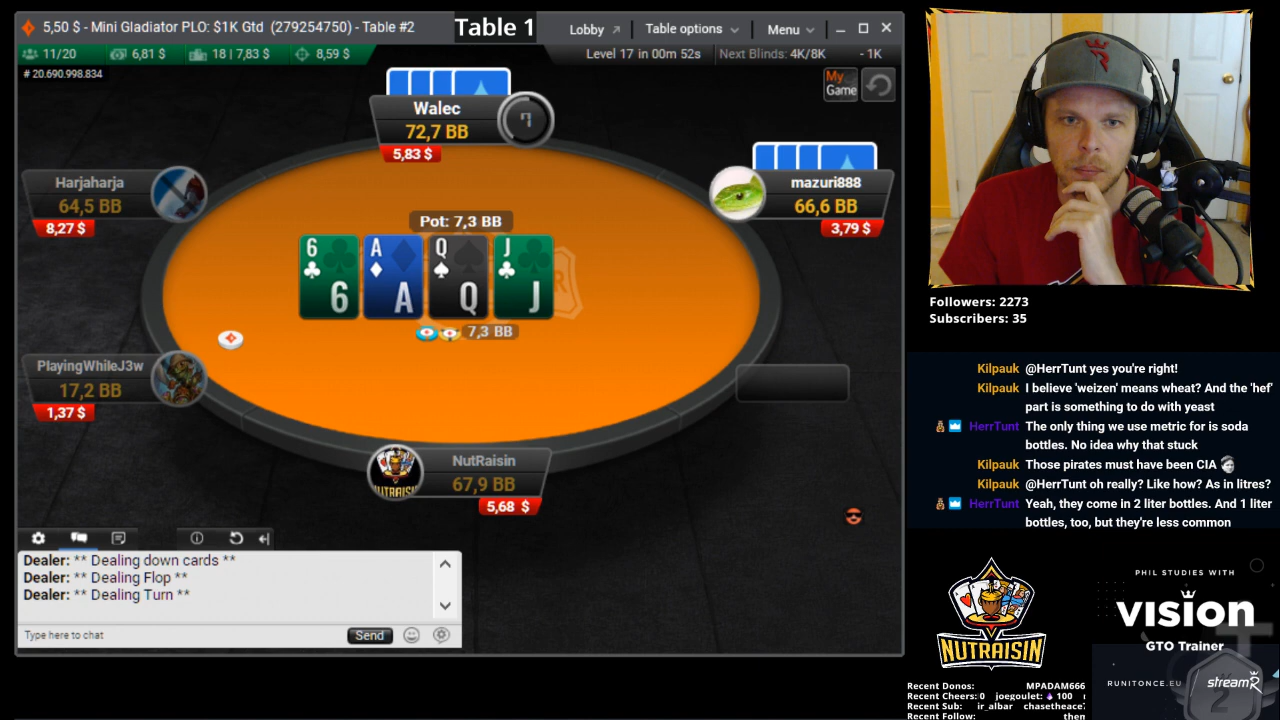 5,50 $ - Mini Gladiator PLO: $1K Gtd (279254750) - Table #2
Table 1
Lobby
Table options
Menu
11/20
6,81 $
18 | 7,83 $
8,59 $
Level 17 in 00m 52s
Next Blinds: 4K/8K
- 1K
# 20.690.998.834
My Game
Walec
72,7 BB
5,83 $
Harjaharja
64,5 BB
8,27 $
mazuri888
66,6 BB
3,79 $
Pot: 7,3 BB
6 A Q J
6 A Q J
7,3 BB
PlayingWhileJ3w
17,2 BB
1,37 $
NutRaisin
67,9 BB
5,68 $
NUTRAISIN
Dealer: ** Dealing down cards **
Dealer: ** Dealing Flop **
Dealer: ** Dealing Turn **
Type here to chat
Send
Followers: 2273
Subscribers: 35
Kilpauk @HerrTunt yes you're right!
Kilpauk I believe 'weizen' means wheat? And the 'hef'
part is something to do with yeast
HerrTunt The only thing we use metric for is soda
bottles. No idea why that stuck
Kilpauk Those pirates must have been CIA
Kilpauk @HerrTunt oh really? Like how? As in litres?
HerrTunt Yeah, they come in 2 liter bottles. And 1 liter
bottles, too, but they're less common
NUTRAISIN
PHIL STUDIES WITH
vision
GTO Trainer
RUNITONCE.EU
streamR
Recent Donos: MPADAM666
Recent Cheers: 0 joegoulet: 100
Recent Sub: ir_albar chasetheace7
Recent Follow: them